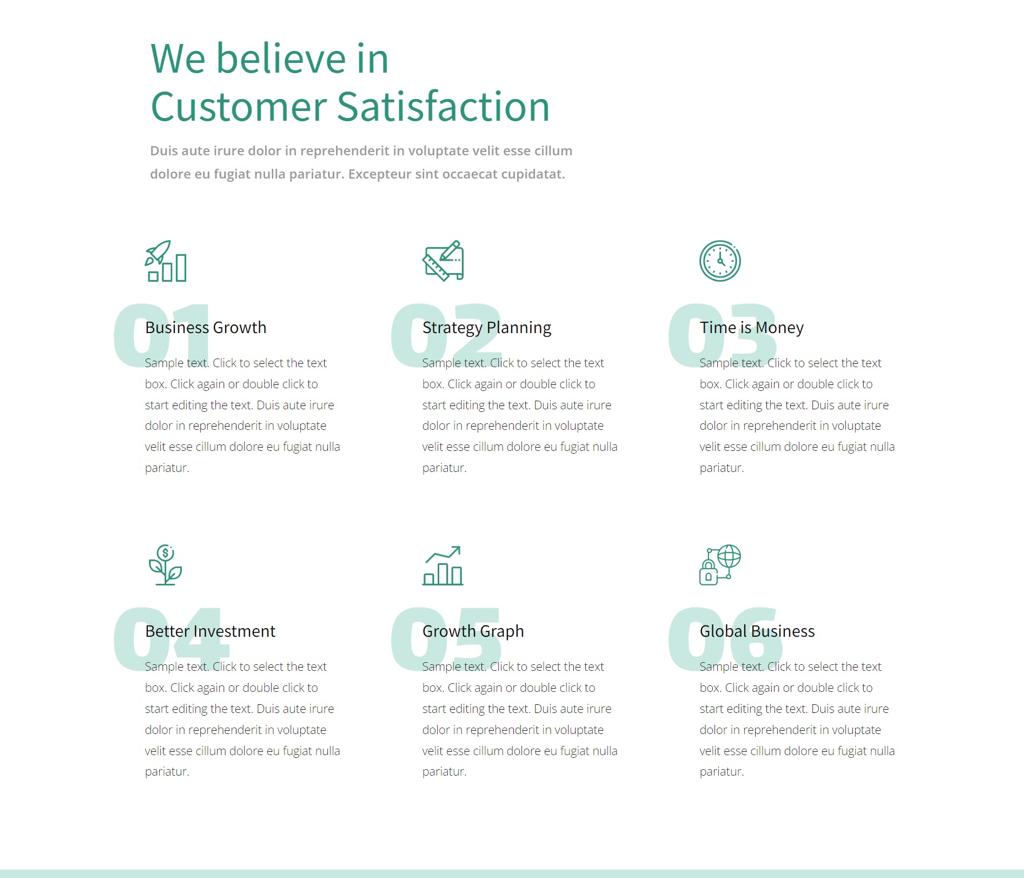 We believe in
Customer Satisfaction
Duis aute irure dolor in reprehenderit in voluptate velit esse cillum
dolore eu fugiat nulla pariatur. Excepteur sint occaecat cupidatat.
01
Business Growth
Sample text. Click to select the text
box. Click again or double click to
start editing the text. Duis aute irure
dolor in reprehenderit in voluptate
velit esse cillum dolore eu fugiat nulla
pariatur.
02
Strategy Planning
Sample text. Click to select the text
box. Click again or double click to
start editing the text. Duis aute irure
dolor in reprehenderit in voluptate
velit esse cillum dolore eu fugiat nulla
pariatur.
03
Time is Money
Sample text. Click to select the text
box. Click again or double click to
start editing the text. Duis aute irure
dolor in reprehenderit in voluptate
velit esse cillum dolore eu fugiat nulla
pariatur.
$
04
Better Investment
Sample text. Click to select the text
box. Click again or double click to
start editing the text. Duis aute irure
dolor in reprehenderit in voluptate
velit esse cillum dolore eu fugiat nulla
pariatur.
05
Growth Graph
Sample text. Click to select the text
box. Click again or double click to
start editing the text. Duis aute irure
dolor in reprehenderit in voluptate
velit esse cillum dolore eu fugiat nulla
pariatur.
06
Global Business
Sample text. Click to select the text
box. Click again or double click to
start editing the text. Duis aute irure
dolor in reprehenderit in voluptate
velit esse cillum dolore eu fugiat nulla
pariatur.